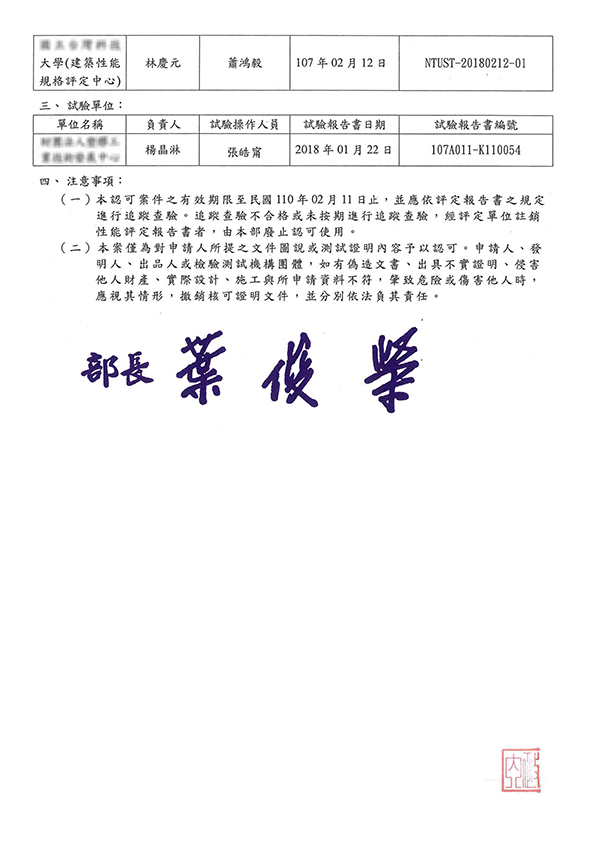 大學(建築性能
規格評定中心)
林慶元
蕭鴻毅
107 年 02 月 12 日
NTUST-20180212-01
三、 試驗單位：
單位名稱
負責人
試驗操作人員
試驗報告書日期
試驗報告書編號
楊晶淋
張皓甯
2018 年 01 月 22 日
107A011-K110054
四、 注意事項：
（一）本認可案件之有效期限至民國 110 年 02 月 11 日止，並應依評定報告書之規定
進行追蹤查驗。追蹤查驗不合格或未按期進行追蹤查驗，經評定單位註銷
性能評定報告書者，由本部廢止認可使用。
（二）本案僅為對申請人所提之文件圖說或測試證明內容予以認可。申請人、發
明人、出品人或檢驗測試機構團體，如有偽造文書、出具不實證明、侵害
他人財產、實際設計、施工與所申請資料不符，肇致危險或傷害他人時，
應視其情形，撤銷核可證明文件，並分別依法負其責任。
部長 葉俊榮